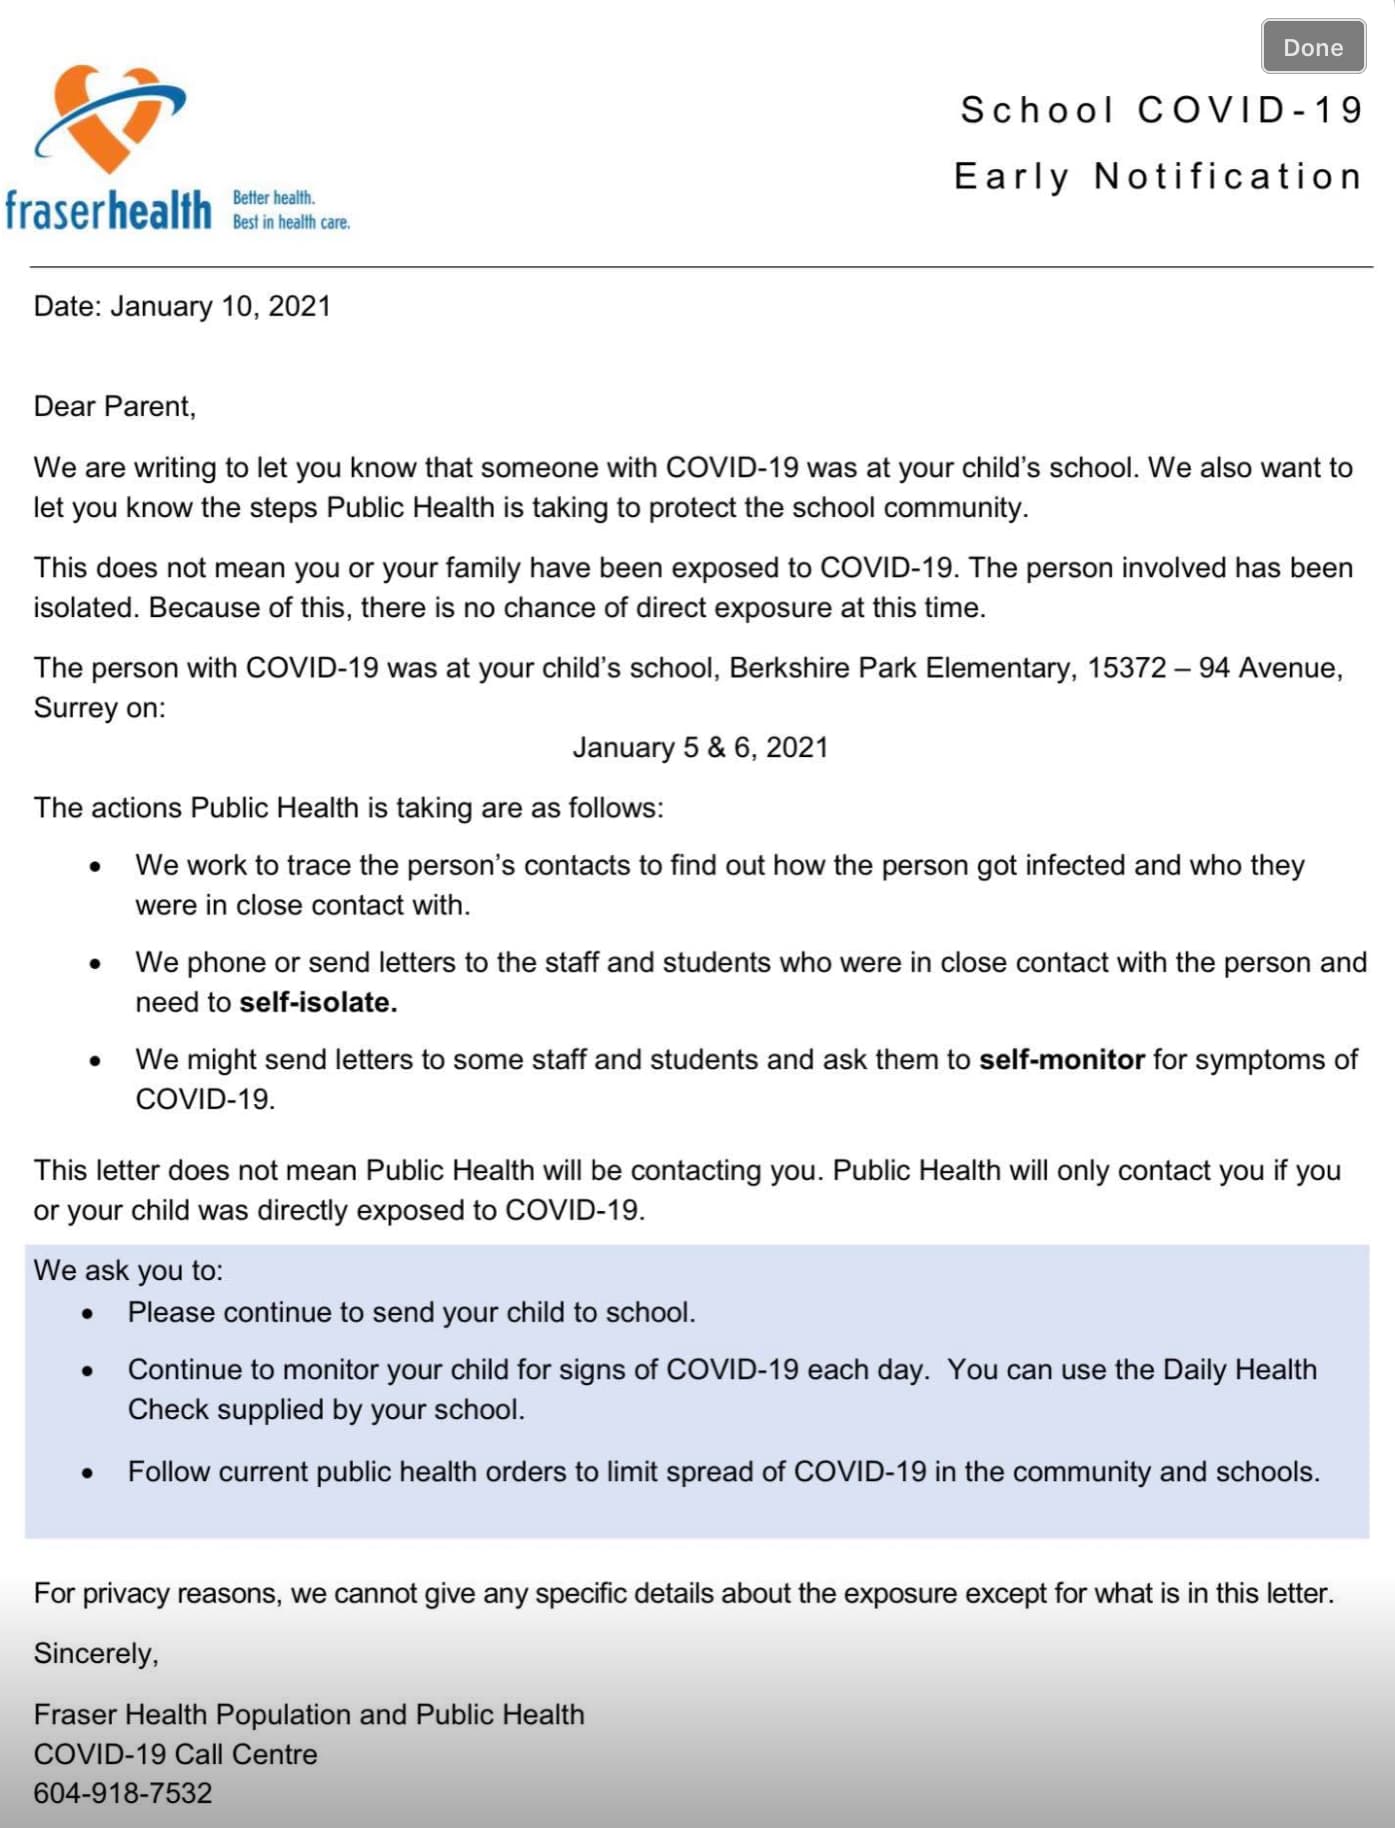 Done
School COVID-19
Early Notification
fraserhealth
Better health.
Best in health care.
Date: January 10, 2021
Dear Parent,
We are writing to let you know that someone with COVID-19 was at your child’s school. We also want to
let you know the steps Public Health is taking to protect the school community.
This does not mean you or your family have been exposed to COVID-19. The person involved has been
isolated. Because of this, there is no chance of direct exposure at this time.
The person with COVID-19 was at your child’s school, Berkshire Park Elementary, 15372 – 94 Avenue,
Surrey on:
January 5 & 6, 2021
The actions Public Health is taking are as follows:
• We work to trace the person’s contacts to find out how the person got infected and who they
were in close contact with.
• We phone or send letters to the staff and students who were in close contact with the person and
need to self-isolate.
• We might send letters to some staff and students and ask them to self-monitor for symptoms of
COVID-19.
This letter does not mean Public Health will be contacting you. Public Health will only contact you if you
or your child was directly exposed to COVID-19.
We ask you to:
• Please continue to send your child to school.
• Continue to monitor your child for signs of COVID-19 each day.  You can use the Daily Health
Check supplied by your school.
• Follow current public health orders to limit spread of COVID-19 in the community and schools.
For privacy reasons, we cannot give any specific details about the exposure except for what is in this letter.
Sincerely,
Fraser Health Population and Public Health
COVID-19 Call Centre
604-918-7532